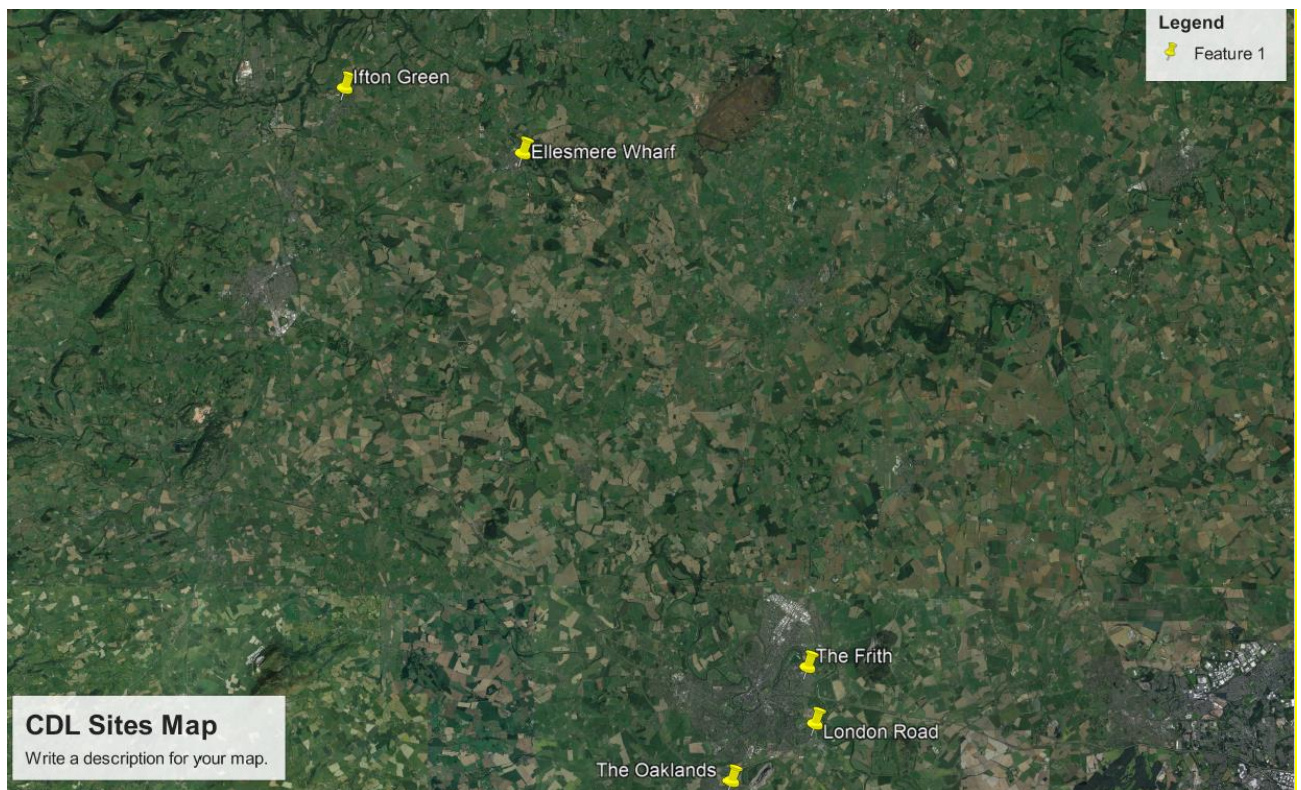 Legend
Feature 1
Ifton Green
Ellesmere Wharf
The Frith
London Road
The Oaklands
CDL Sites Map
Write a description for your map.